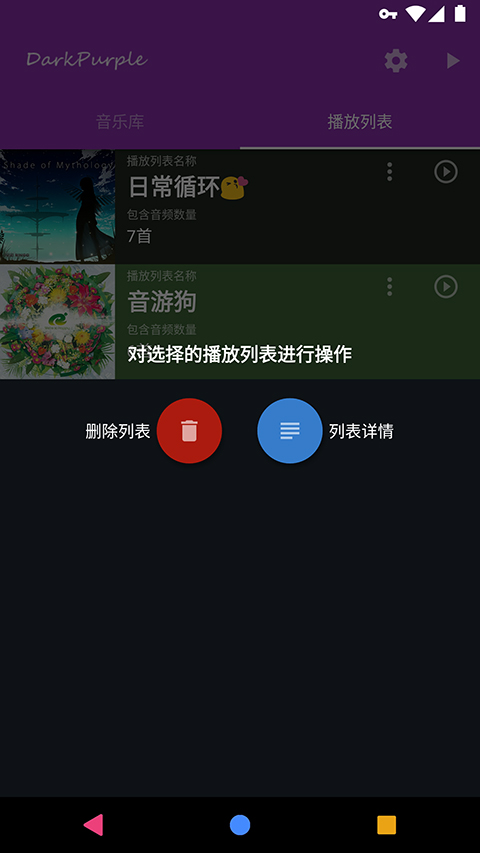 DarkPurple
音乐库
播放列表
Shade of Mythology
播放列表名称
日常循环😘
包含音频数量
7首
播放列表名称
音游狗
包含音频数量
对选择的播放列表进行操作
删除列表
列表详情